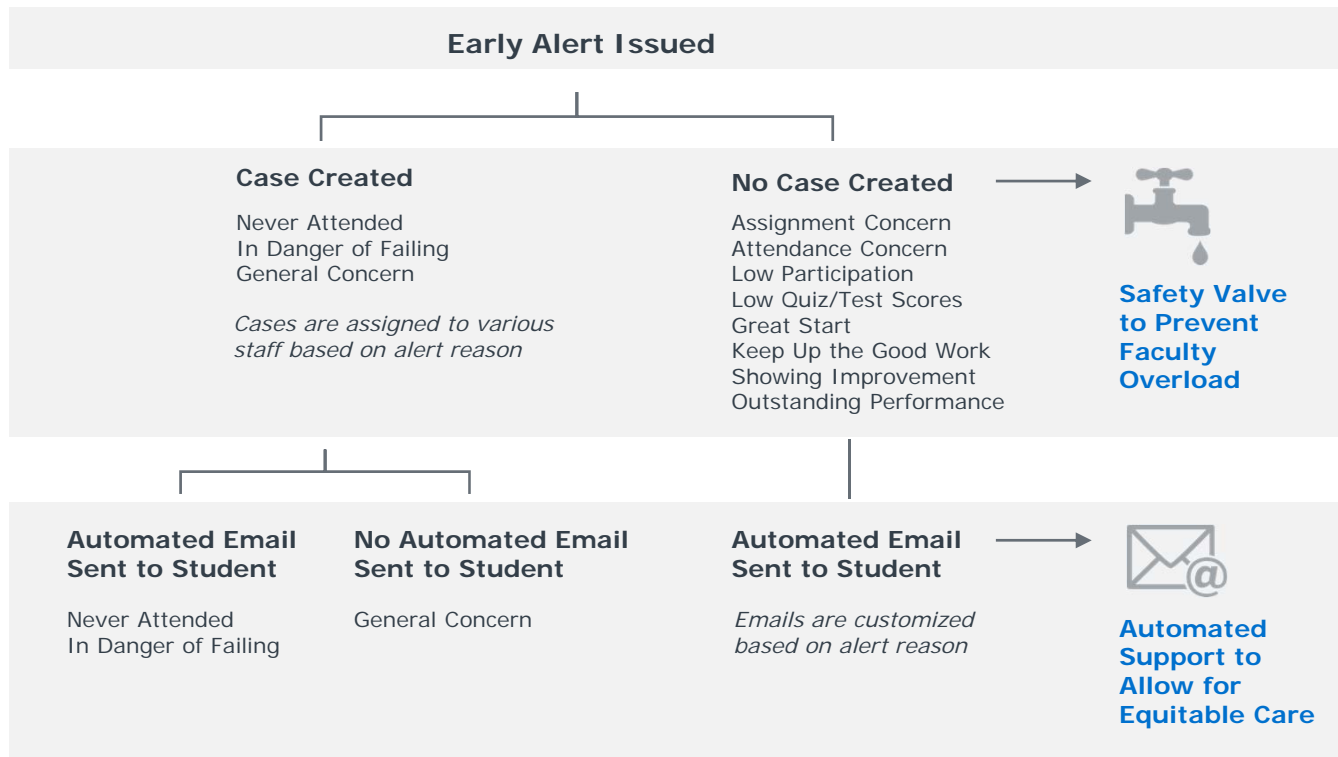 Early Alert Issued
Case Created
Never Attended
In Danger of Failing
General Concern
Cases are assigned to various
staff based on alert reason
No Case Created
Assignment Concern
Attendance Concern
Low Participation
Low Quiz/Test Scores
Great Start
Keep Up the Good Work
Showing Improvement
Outstanding Performance
Safety Valve
to Prevent
Faculty
Overload
Automated Email
Sent to Student
Never Attended
In Danger of Failing
No Automated Email
Sent to Student
General Concern
Automated Email
Sent to Student
Emails are customized
based on alert reason
@
Automated
Support to
Allow for
Equitable Care